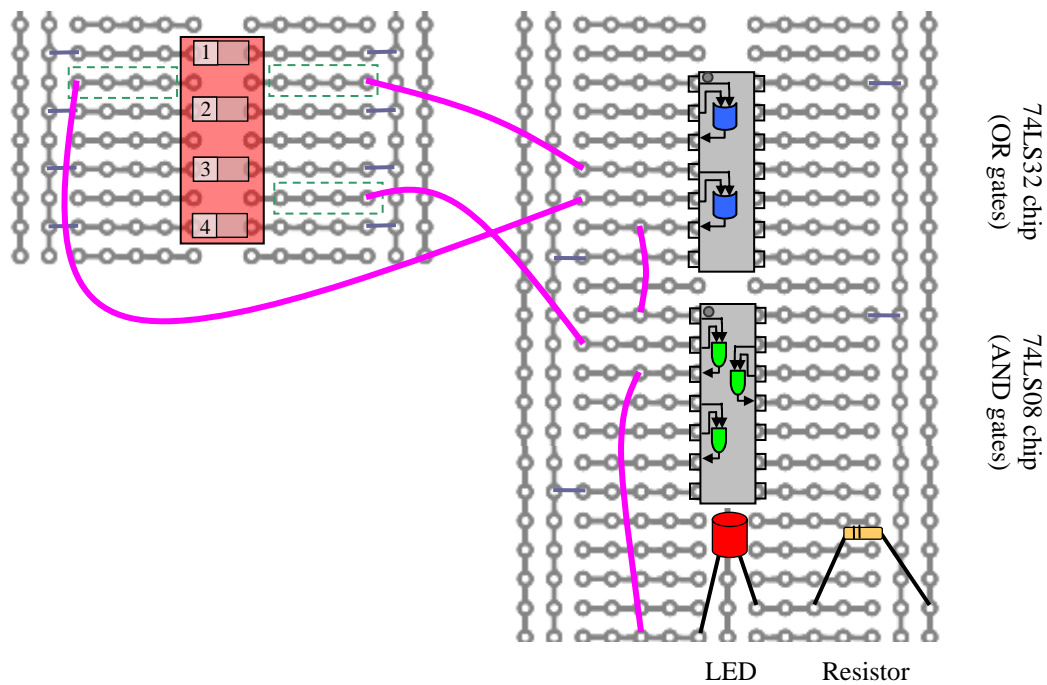 1
2
3
4
74LS32 chip
(OR gates)
74LS08 chip
(AND gates)
LED
Resistor